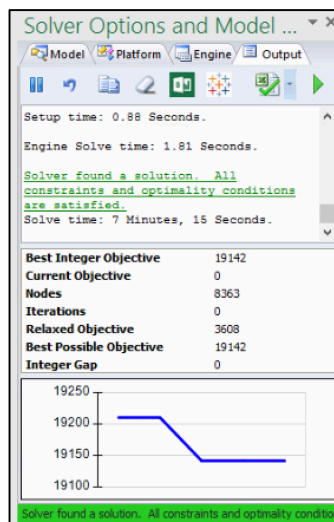 Solver Options and Model ...
Model Platform Engine Output
Setup time: 0.88 Seconds.
Engine Solve time: 1.81 Seconds.
Solver found a solution. All
constraints and optimality conditions
are satisfied.
Solve time: 7 Minutes, 15 Seconds.
Best Integer Objective 19142
Current Objective 0
Nodes 8363
Iterations 0
Relaxed Objective 3608
Best Possible Objective 19142
Integer Gap 0
19250
19200
19150
19100
Solver found a solution. All constraints and optimality condition